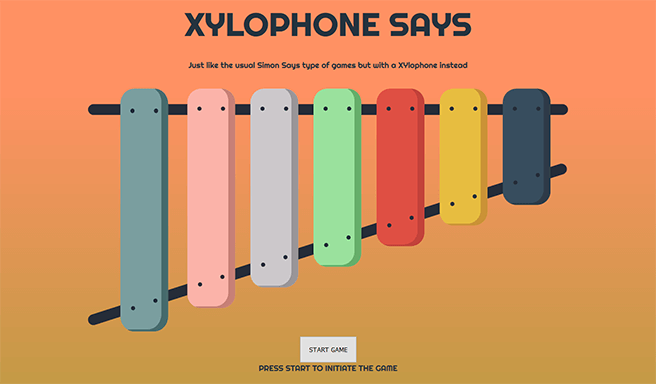 XYLOPHONE SAYS
Just like the usual Simon Says type of games but with a XYlophone instead
START GAME
PRESS START TO INITIATE THE GAME